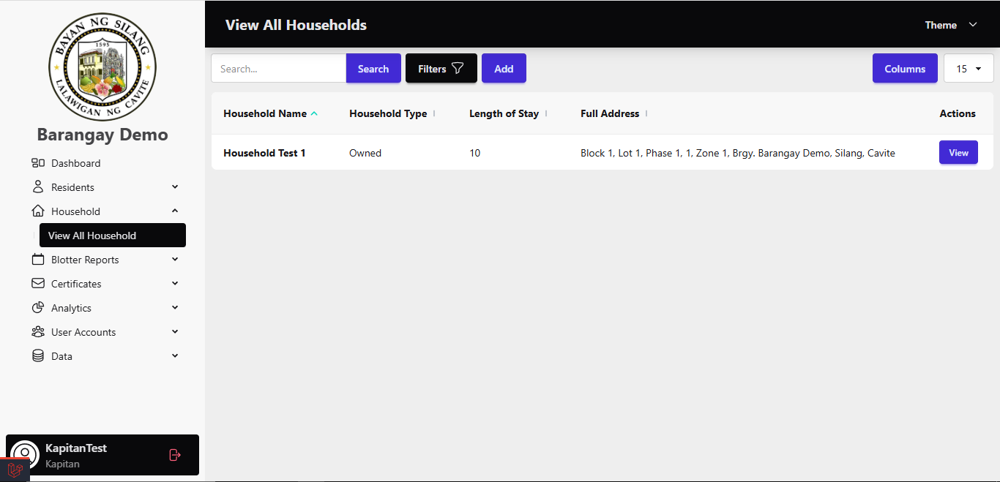 BAYAN NG SILANG
1595
LALAWIGAN NG CAVITE
Barangay Demo
Dashboard
Residents
Household
View All Household
Blotter Reports
Certificates
Analytics
User Accounts
Data
KapitanTest
Kapitan
View All Households
Theme
Search...
Search
Filters
Add
Columns
15
Household Name
Household Type
Length of Stay
Full Address
Actions
Household Test 1
Owned
10
Block 1, Lot 1, Phase 1, 1, Zone 1, Brgy. Barangay Demo, Silang, Cavite
View